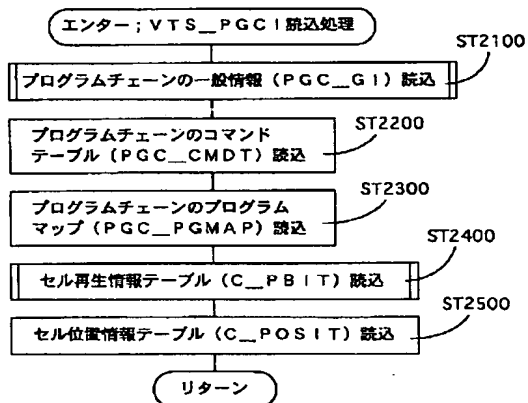 エンター；ＶＴＳ＿ＰＧＣＩ読込処理
ST2100
プログラムチェーンの一般情報（ＰＧＣ＿ＧＩ）読込
ST2200
プログラムチェーンのコマンド
テーブル（ＰＧＣ＿ＣＭＤＴ）読込
ST2300
プログラムチェーンのプログラム
マップ（ＰＧＣ＿ＰＧＭＡＰ）読込
ST2400
セル再生情報テーブル（Ｃ＿ＰＢＩＴ）読込
ST2500
セル位置情報テーブル（Ｃ＿ＰＯＳＩＴ）読込
リターン